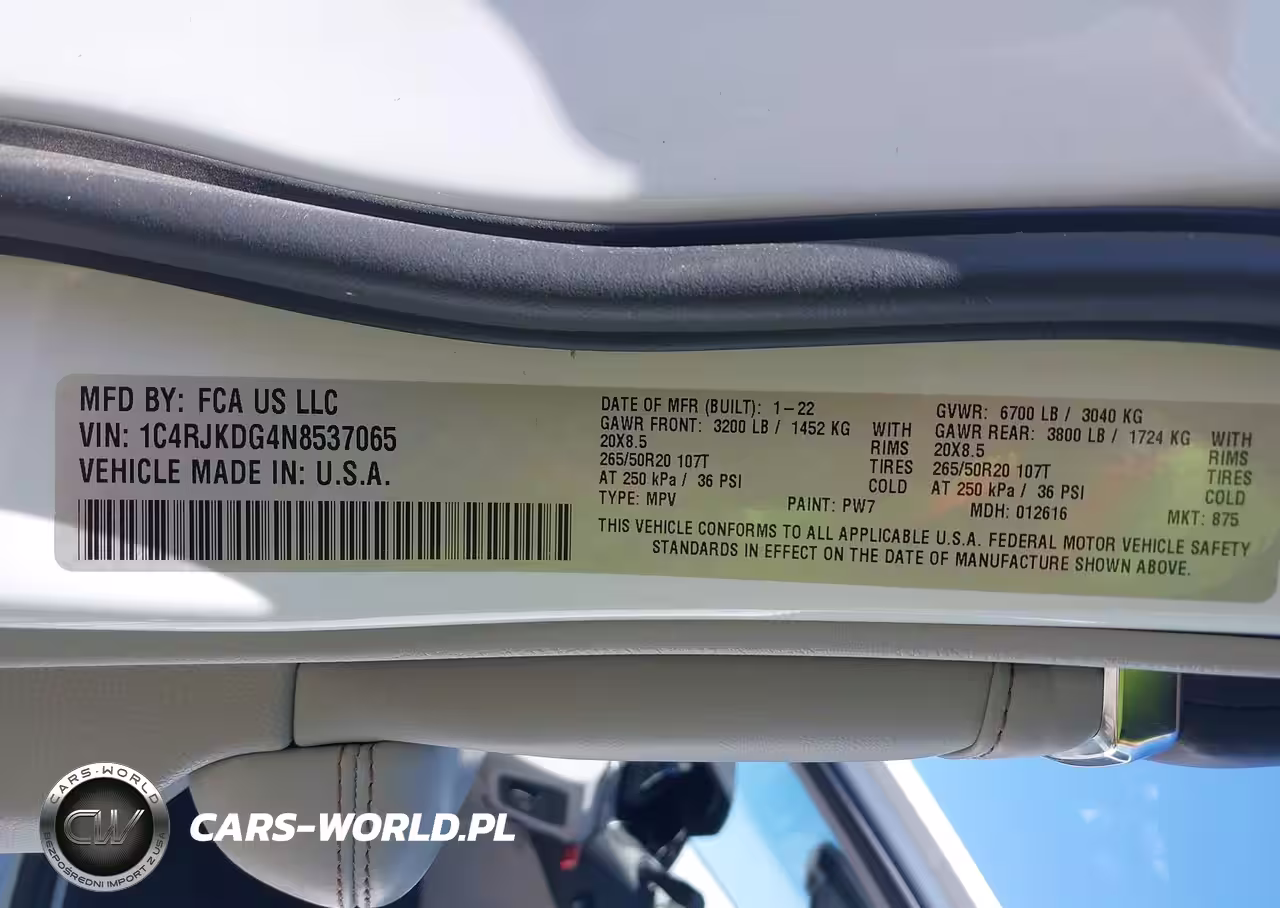 MFD BY: FCA US LLC
VIN: 1C4RJKDG4N8537065
VEHICLE MADE IN: U.S.A.
DATE OF MFR (BUILT): 1-22
GAWR FRONT: 3200 LB / 1452 KG WITH
20X8.5 RIMS
265/50R20 107T TIRES
AT 250 kPa / 36 PSI COLD
TYPE: MPV PAINT: PW7
GVWR: 6700 LB / 3040 KG
GAWR REAR: 3800 LB / 1724 KG WITH
20X8.5 RIMS
265/50R20 107T TIRES
AT 250 kPa / 36 PSI COLD
MDH: 012616 MKT: 875
THIS VEHICLE CONFORMS TO ALL APPLICABLE U.S.A. FEDERAL MOTOR VEHICLE SAFETY
STANDARDS IN EFFECT ON THE DATE OF MANUFACTURE SHOWN ABOVE.
CARS-WORLD
CW
BEZPOŚREDNI IMPORT Z USA
CARS-WORLD.PL